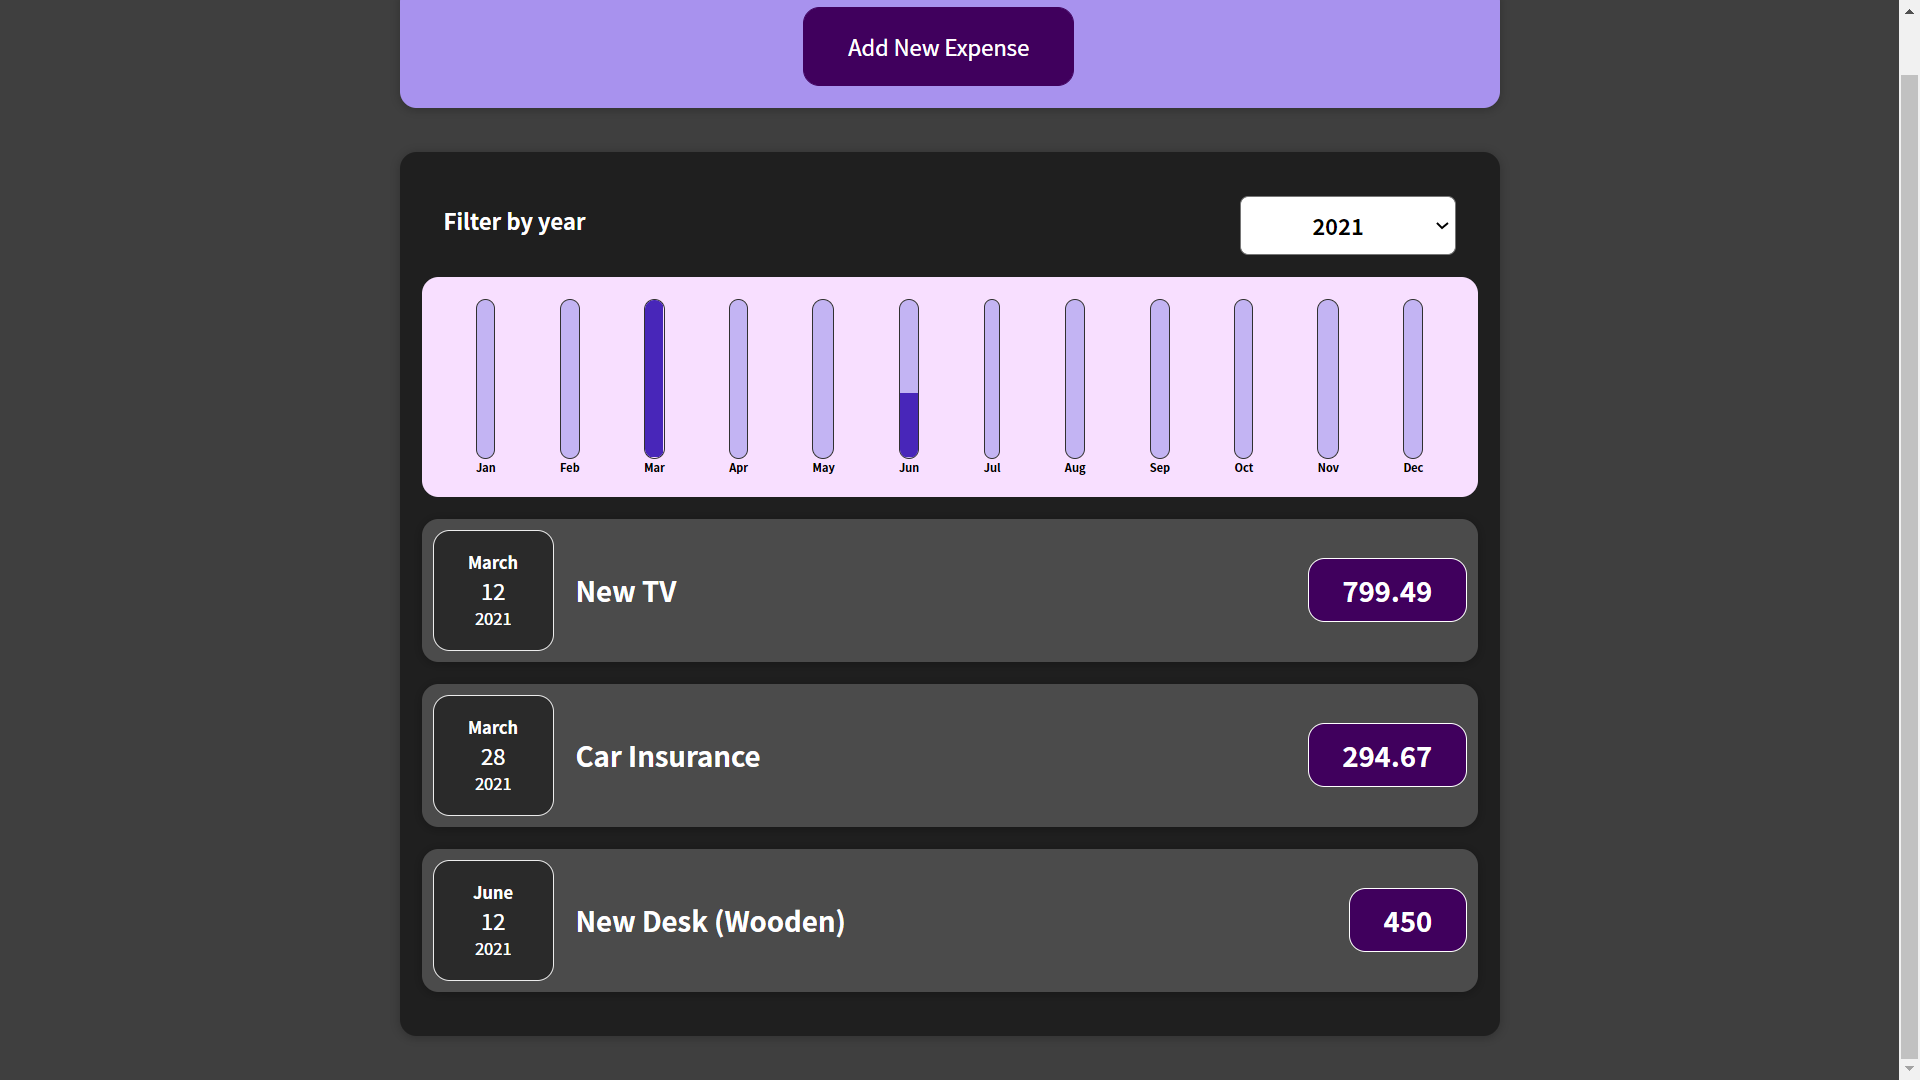 Add New Expense
Filter by year
2021
Jan Feb Mar Apr May Jun Jul Aug Sep Oct Nov Dec
March
12
2021
New TV
799.49
March
28
2021
Car Insurance
294.67
June
12
2021
New Desk (Wooden)
450